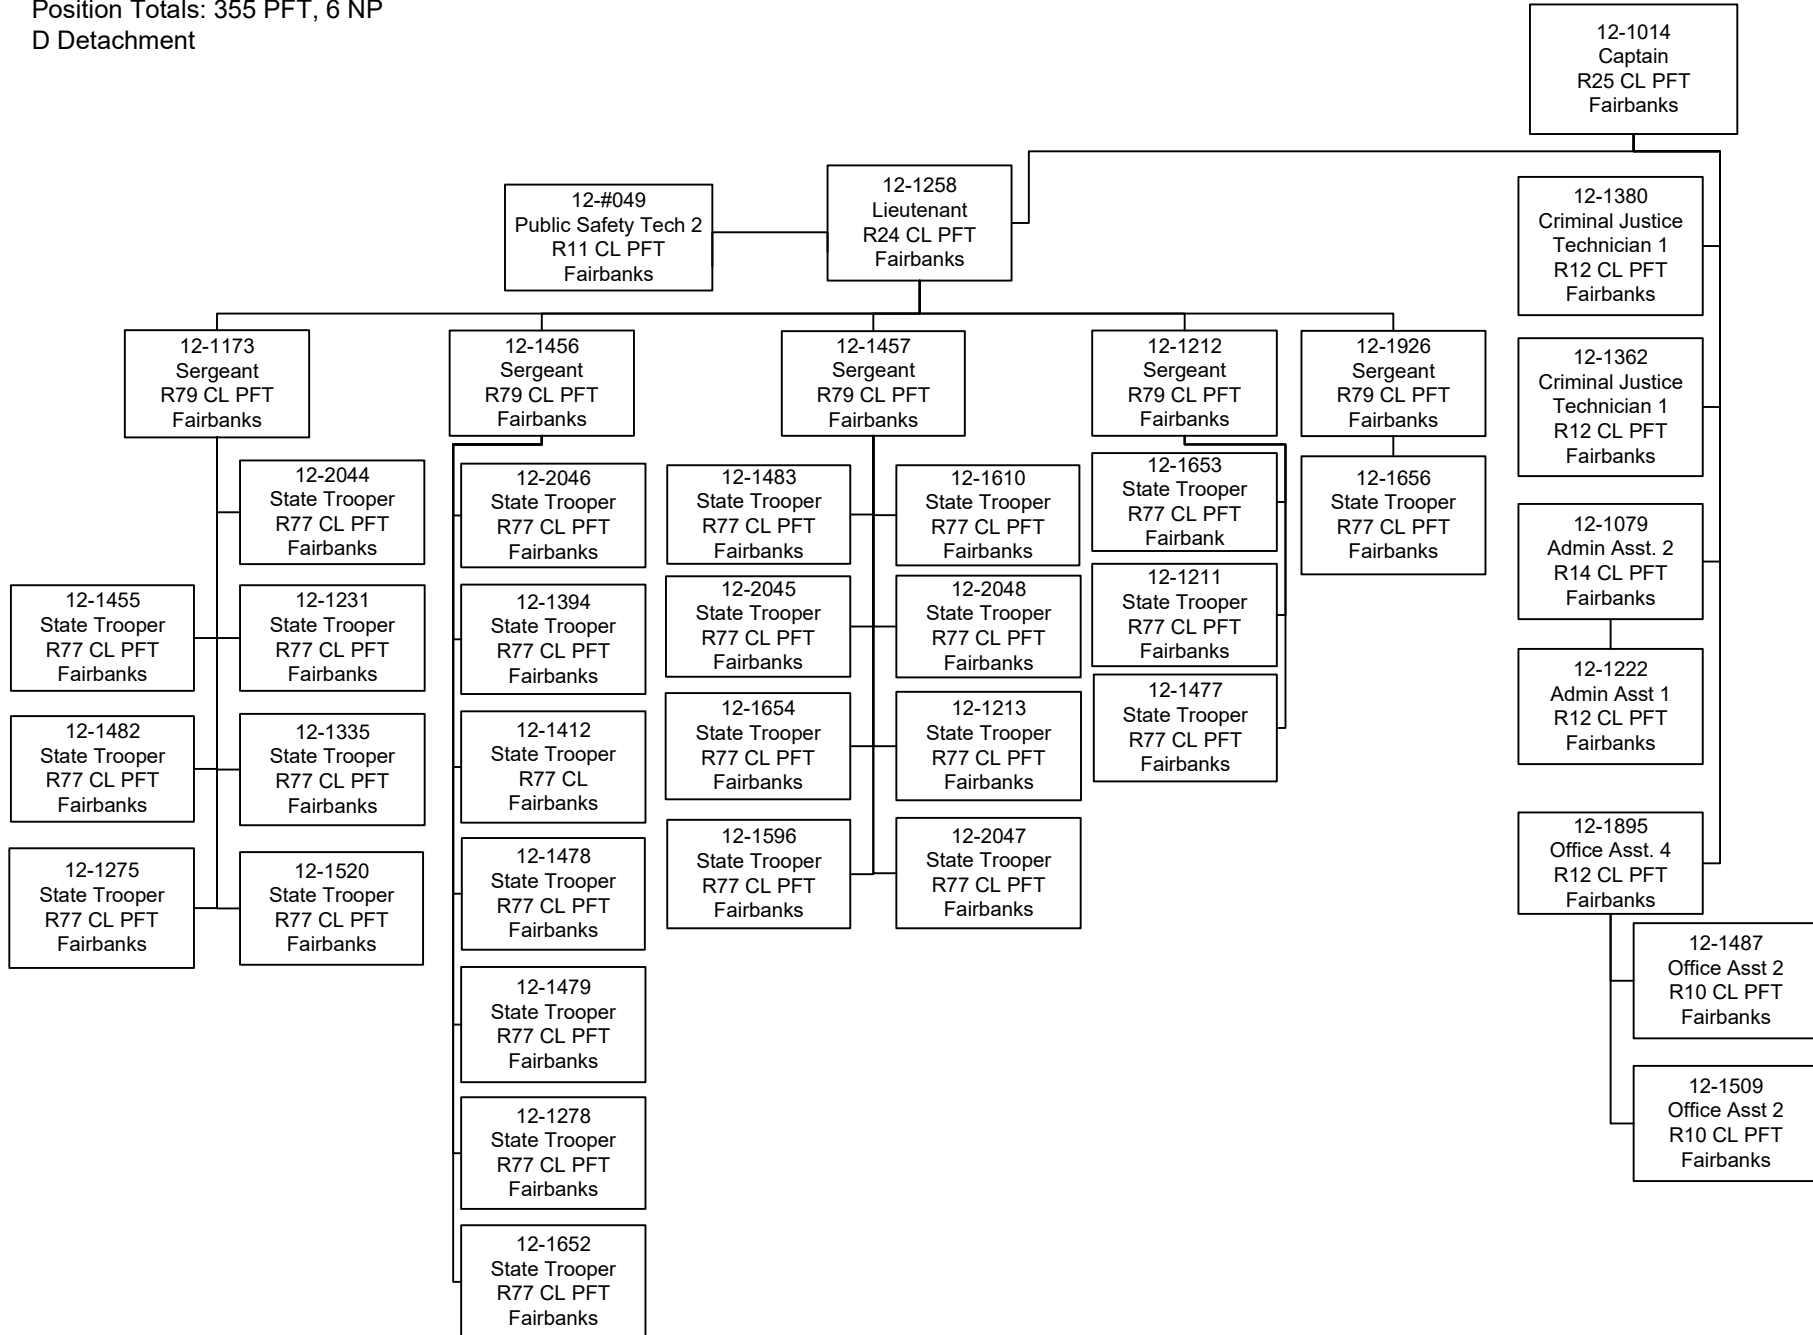 Position Totals: 355 PFT, 6 NP
D Detachment
12-1014
Captain
R25 CL PFT
Fairbanks
12-#049
Public Safety Tech 2
R11 CL PFT
Fairbanks
12-1258
Lieutenant
R24 CL PFT
Fairbanks
12-1380
Criminal Justice
Technician 1
R12 CL PFT
Fairbanks
12-1362
Criminal Justice
Technician 1
R12 CL PFT
Fairbanks
12-1079
Admin Asst. 2
R14 CL PFT
Fairbanks
12-1222
Admin Asst 1
R12 CL PFT
Fairbanks
12-1895
Office Asst. 4
R12 CL PFT
Fairbanks
12-1487
Office Asst 2
R10 CL PFT
Fairbanks
12-1509
Office Asst 2
R10 CL PFT
Fairbanks
12-1173
Sergeant
R79 CL PFT
Fairbanks
12-2044
State Trooper
R77 CL PFT
Fairbanks
12-1455
State Trooper
R77 CL PFT
Fairbanks
12-1231
State Trooper
R77 CL PFT
Fairbanks
12-1482
State Trooper
R77 CL PFT
Fairbanks
12-1335
State Trooper
R77 CL PFT
Fairbanks
12-1275
State Trooper
R77 CL PFT
Fairbanks
12-1520
State Trooper
R77 CL PFT
Fairbanks
12-1456
Sergeant
R79 CL PFT
Fairbanks
12-2046
State Trooper
R77 CL PFT
Fairbanks
12-1394
State Trooper
R77 CL PFT
Fairbanks
12-1412
State Trooper
R77 CL
Fairbanks
12-1478
State Trooper
R77 CL PFT
Fairbanks
12-1479
State Trooper
R77 CL PFT
Fairbanks
12-1278
State Trooper
R77 CL PFT
Fairbanks
12-1652
State Trooper
R77 CL PFT
Fairbanks
12-1457
Sergeant
R79 CL PFT
Fairbanks
12-1483
State Trooper
R77 CL PFT
Fairbanks
12-1610
State Trooper
R77 CL PFT
Fairbanks
12-2045
State Trooper
R77 CL PFT
Fairbanks
12-2048
State Trooper
R77 CL PFT
Fairbanks
12-1654
State Trooper
R77 CL PFT
Fairbanks
12-1213
State Trooper
R77 CL PFT
Fairbanks
12-1596
State Trooper
R77 CL PFT
Fairbanks
12-2047
State Trooper
R77 CL PFT
Fairbanks
12-1212
Sergeant
R79 CL PFT
Fairbanks
12-1653
State Trooper
R77 CL PFT
Fairbank
12-1211
State Trooper
R77 CL PFT
Fairbanks
12-1477
State Trooper
R77 CL PFT
Fairbanks
12-1926
Sergeant
R79 CL PFT
Fairbanks
12-1656
State Trooper
R77 CL PFT
Fairbanks